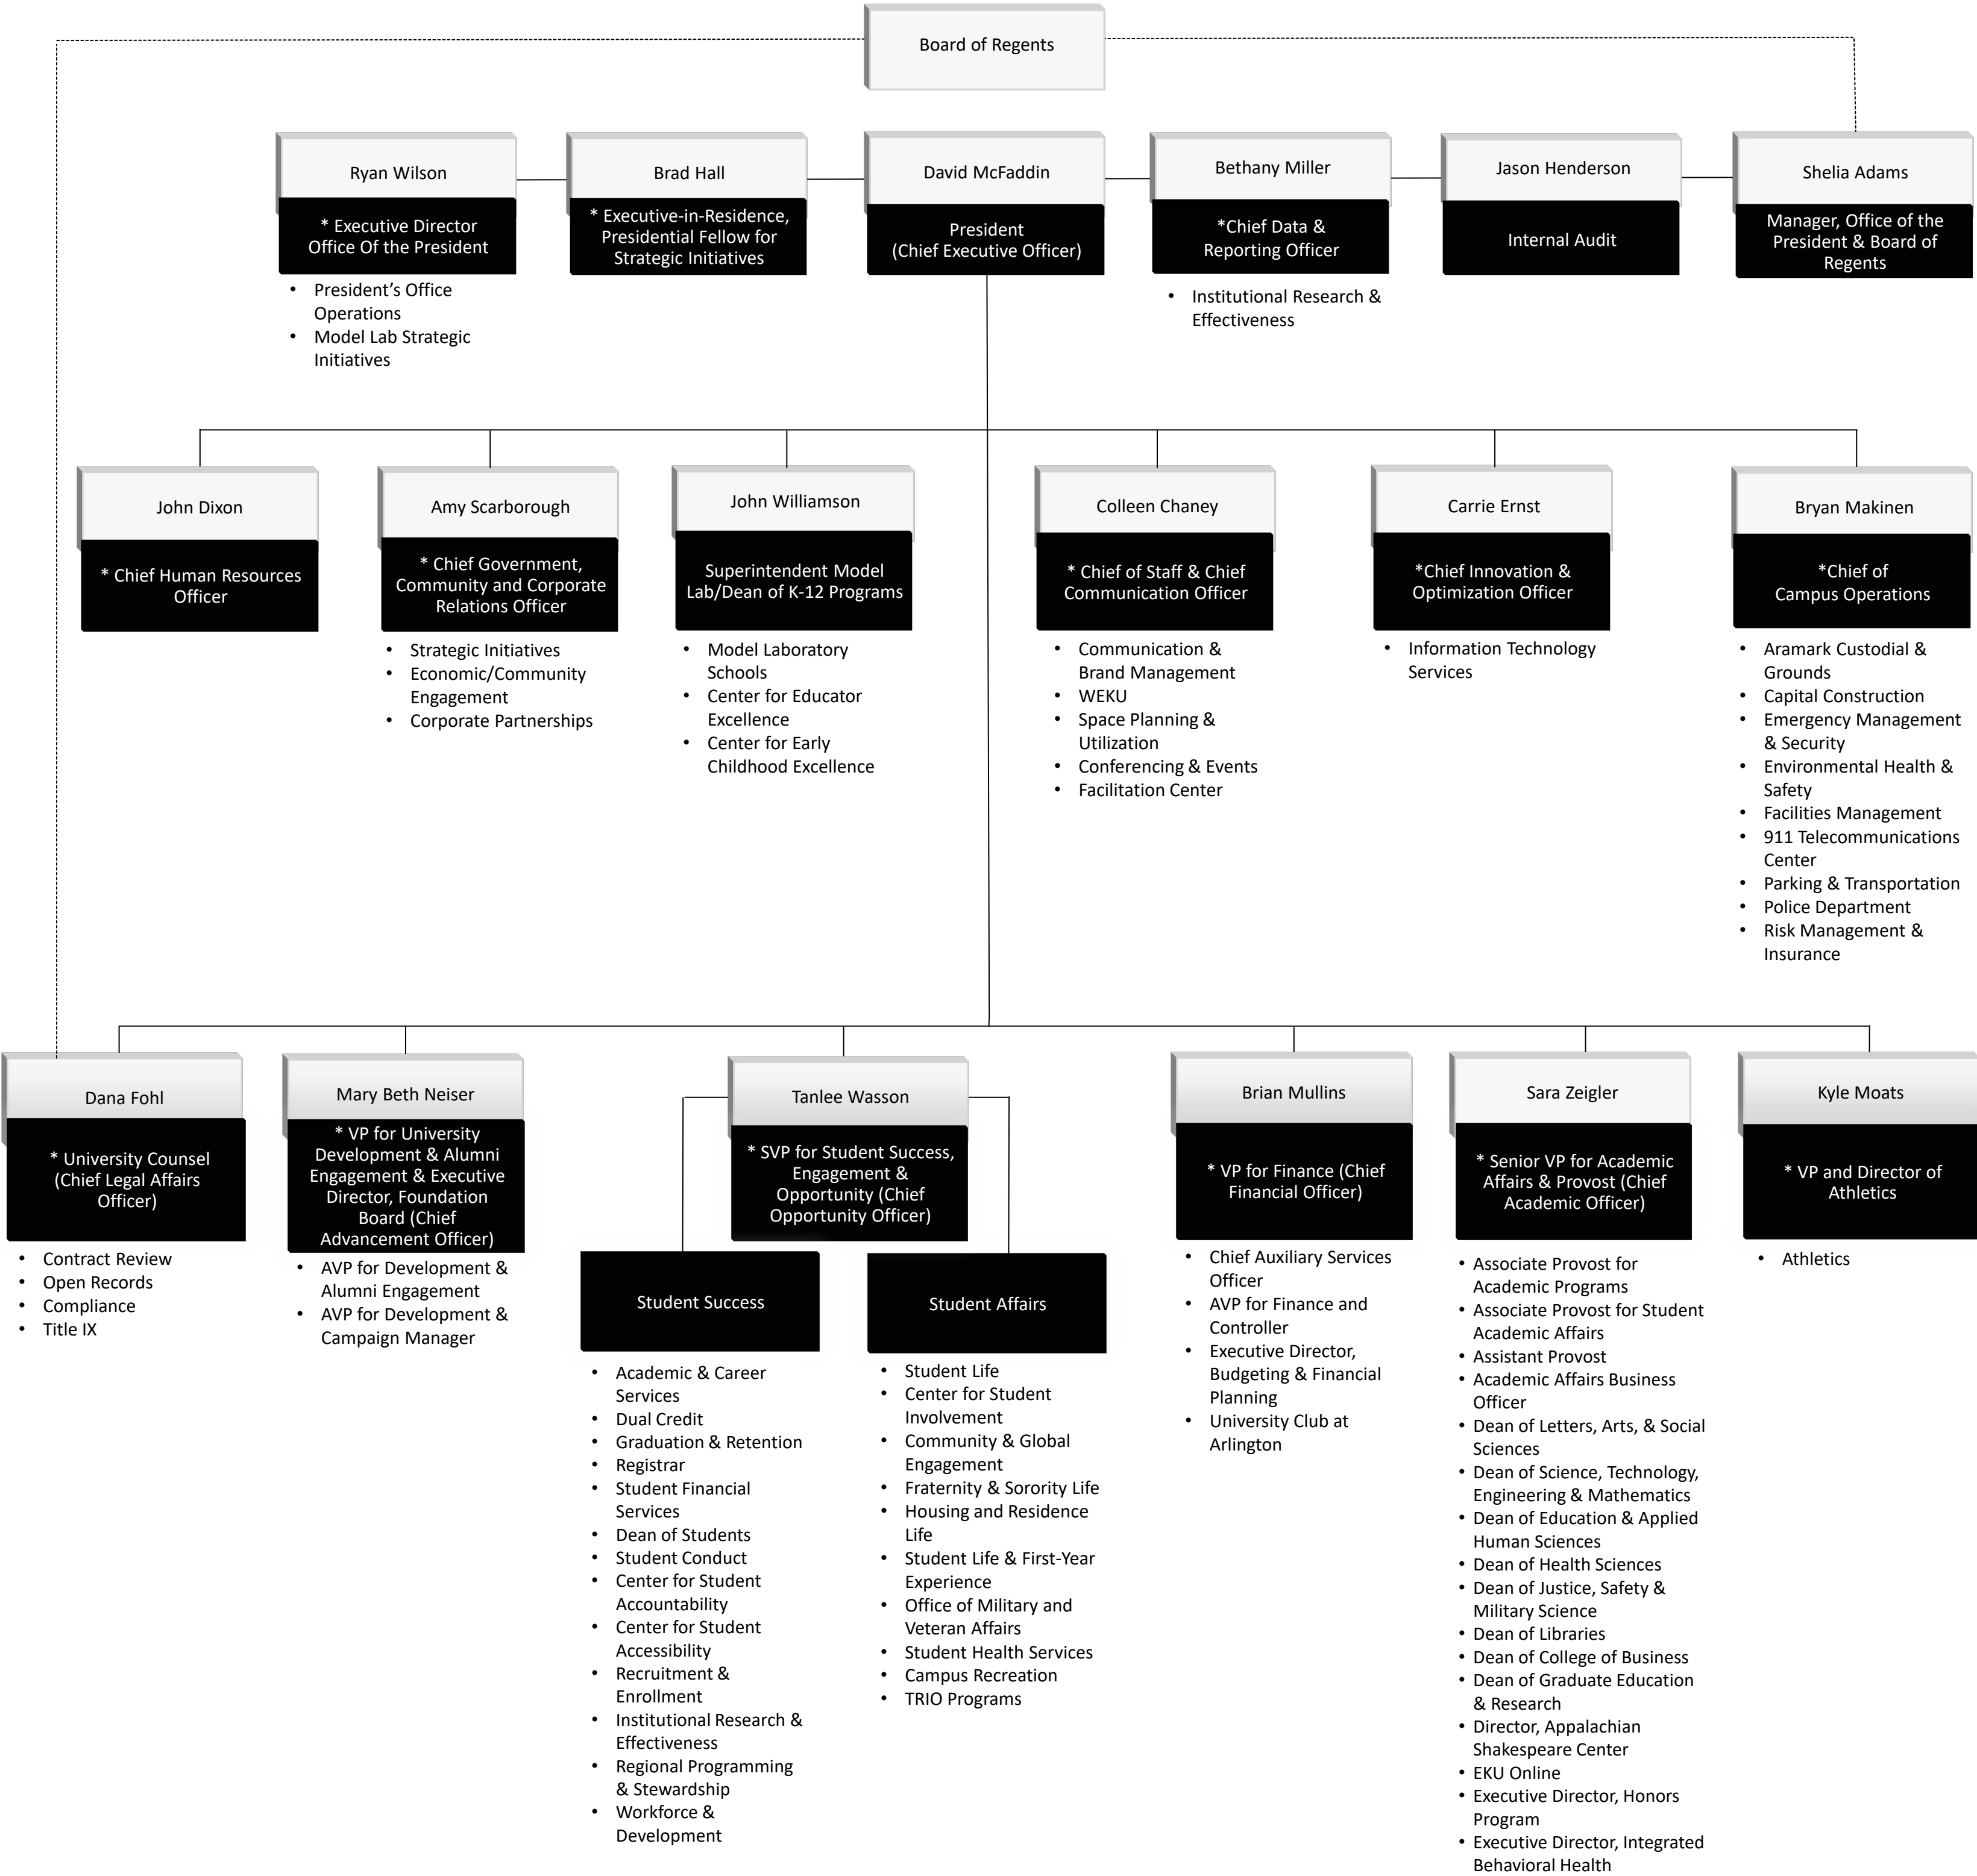 Board of Regents
Ryan Wilson
* Executive Director
Office Of the President
• President’s Office
Operations
• Model Lab Strategic
Initiatives
Brad Hall
* Executive-in-Residence,
Presidential Fellow for
Strategic Initiatives
David McFaddin
President
(Chief Executive Officer)
Bethany Miller
*Chief Data &
Reporting Officer
• Institutional Research &
Effectiveness
Jason Henderson
Internal Audit
Shelia Adams
Manager, Office of the
President & Board of
Regents
John Dixon
* Chief Human Resources
Officer
Amy Scarborough
* Chief Government,
Community and Corporate
Relations Officer
• Strategic Initiatives
• Economic/Community
Engagement
• Corporate Partnerships
John Williamson
Superintendent Model
Lab/Dean of K-12 Programs
• Model Laboratory
Schools
• Center for Educator
Excellence
• Center for Early
Childhood Excellence
Colleen Chaney
* Chief of Staff & Chief
Communication Officer
• Communication &
Brand Management
• WEKU
• Space Planning &
Utilization
• Conferencing & Events
• Facilitation Center
Carrie Ernst
*Chief Innovation &
Optimization Officer
• Information Technology
Services
Bryan Makinen
*Chief of
Campus Operations
• Aramark Custodial &
Grounds
• Capital Construction
• Emergency Management
& Security
• Environmental Health &
Safety
• Facilities Management
• 911 Telecommunications
Center
• Parking & Transportation
• Police Department
• Risk Management &
Insurance
Dana Fohl
* University Counsel
(Chief Legal Affairs
Officer)
• Contract Review
• Open Records
• Compliance
• Title IX
Mary Beth Neiser
* VP for University
Development & Alumni
Engagement & Executive
Director, Foundation
Board (Chief
Advancement Officer)
• AVP for Development &
Alumni Engagement
• AVP for Development &
Campaign Manager
Tanlee Wasson
* SVP for Student Success,
Engagement &
Opportunity (Chief
Opportunity Officer)
Student Success
• Academic & Career
Services
• Dual Credit
• Graduation & Retention
• Registrar
• Student Financial
Services
• Dean of Students
• Student Conduct
• Center for Student
Accountability
• Center for Student
Accessibility
• Recruitment &
Enrollment
• Institutional Research &
Effectiveness
• Regional Programming
& Stewardship
• Workforce &
Development
Student Affairs
• Student Life
• Center for Student
Involvement
• Community & Global
Engagement
• Fraternity & Sorority Life
• Housing and Residence
Life
• Student Life & First-Year
Experience
• Office of Military and
Veteran Affairs
• Student Health Services
• Campus Recreation
• TRIO Programs
Brian Mullins
* VP for Finance (Chief
Financial Officer)
• Chief Auxiliary Services
Officer
• AVP for Finance and
Controller
• Executive Director,
Budgeting & Financial
Planning
• University Club at
Arlington
Sara Zeigler
* Senior VP for Academic
Affairs & Provost (Chief
Academic Officer)
• Associate Provost for
Academic Programs
• Associate Provost for Student
Academic Affairs
• Assistant Provost
• Academic Affairs Business
Officer
• Dean of Letters, Arts, & Social
Sciences
• Dean of Science, Technology,
Engineering & Mathematics
• Dean of Education & Applied
Human Sciences
• Dean of Health Sciences
• Dean of Justice, Safety &
Military Science
• Dean of Libraries
• Dean of College of Business
• Dean of Graduate Education
& Research
• Director, Appalachian
Shakespeare Center
• EKU Online
• Executive Director, Honors
Program
• Executive Director, Integrated
Behavioral Health
Kyle Moats
* VP and Director of
Athletics
• Athletics